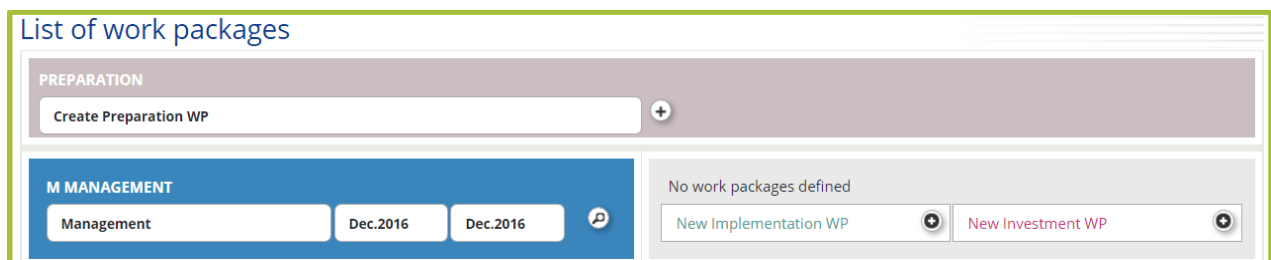 List of work packages
PREPARATION
Create Preparation WP
M MANAGEMENT
Management Dec.2016 Dec.2016
No work packages defined
New Implementation WP New Investment WP